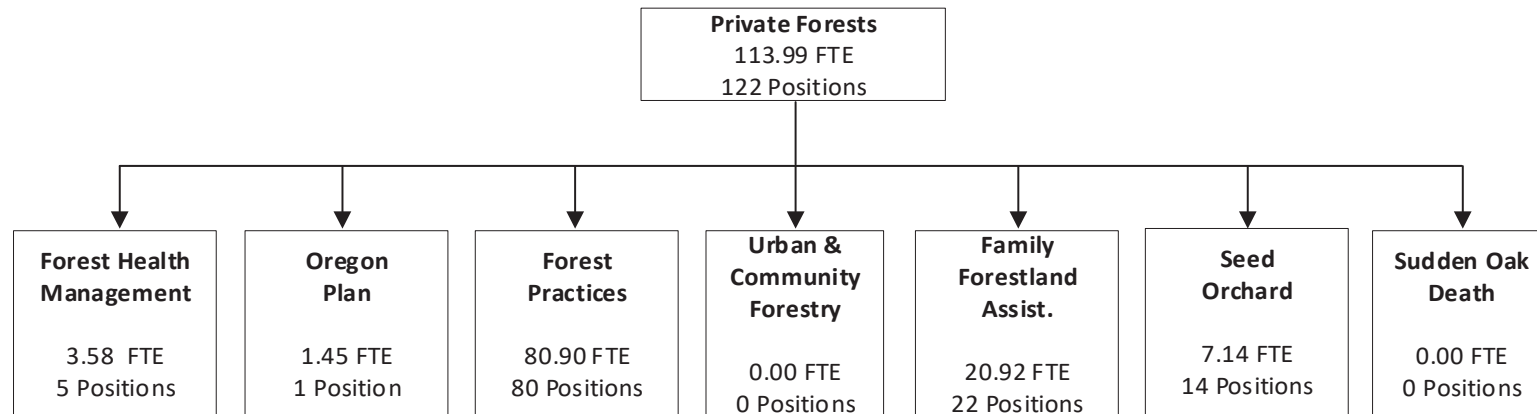 Private Forests
113.99 FTE
122 Positions
Forest Health
Management
3.58 FTE
5 Positions
Oregon
Plan
1.45 FTE
1 Position
Forest
Practices
80.90 FTE
80 Positions
Urban &
Community
Forestry
0.00 FTE
0 Positions
Family
Forestland
Assist.
20.92 FTE
22 Positions
Seed
Orchard
7.14 FTE
14 Positions
Sudden Oak
Death
0.00 FTE
0 Positions